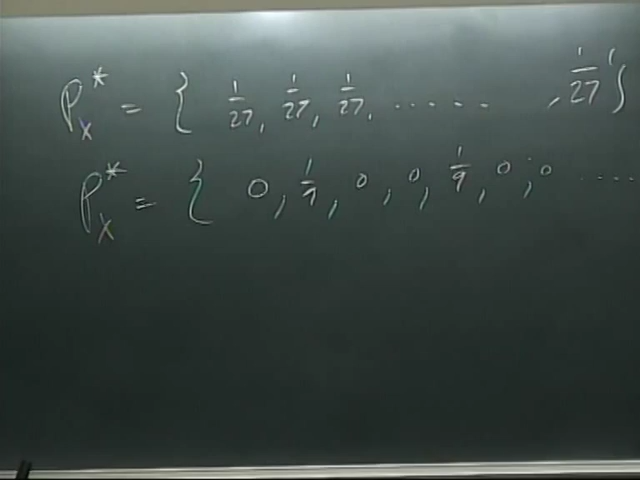 P_X^* = { 1/27, 1/27, 1/27, ...... , 1/27 }
P_X^* = { 0, 1/9, 0, 0, 1/9, 0, 0 ....